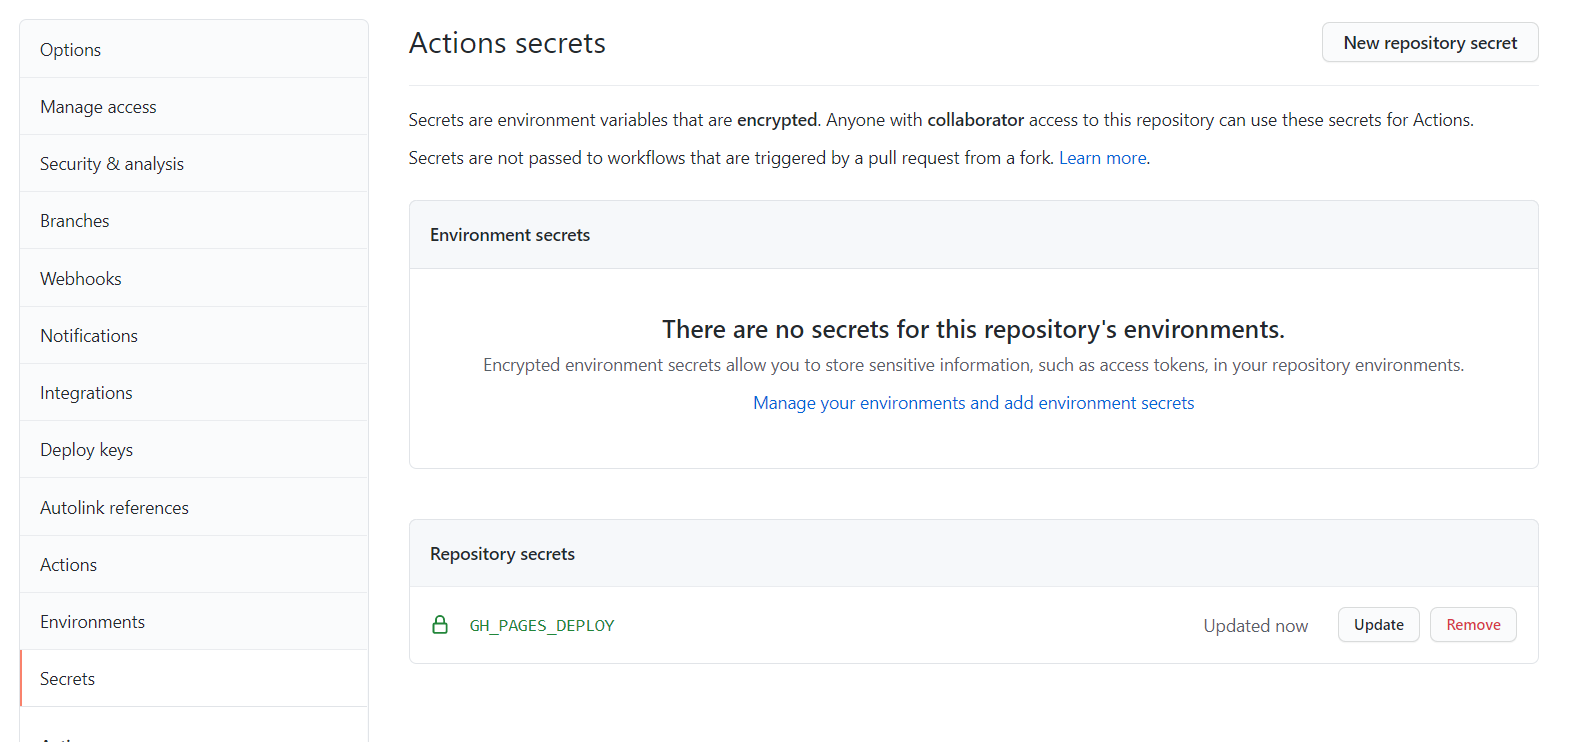 Options
Manage access
Security & analysis
Branches
Webhooks
Notifications
Integrations
Deploy keys
Autolink references
Actions
Environments
Secrets
Actions secrets
New repository secret
Secrets are environment variables that are encrypted. Anyone with collaborator access to this repository can use these secrets for Actions.
Secrets are not passed to workflows that are triggered by a pull request from a fork. Learn more.
Environment secrets
There are no secrets for this repository's environments.
Encrypted environment secrets allow you to store sensitive information, such as access tokens, in your repository environments.
Manage your environments and add environment secrets
Repository secrets
GH_PAGES_DEPLOY
Updated now
Update
Remove